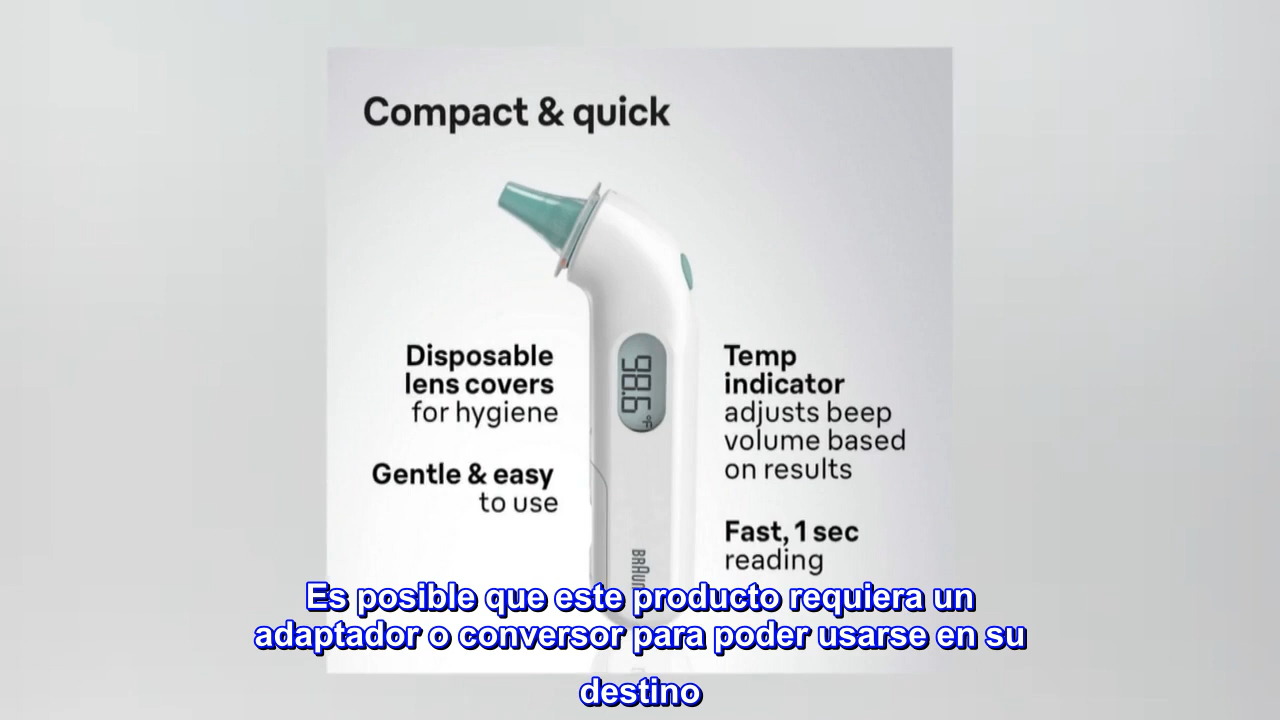 Compact & quick
Disposable
lens covers
for hygiene
Gentle & easy
to use
98.6
°F
Temp
indicator
adjusts beep
volume based
on results
Fast, 1 sec
reading
BRAUN
Es posible que este producto requiera un
adaptador o conversor para poder usarse en su
destino